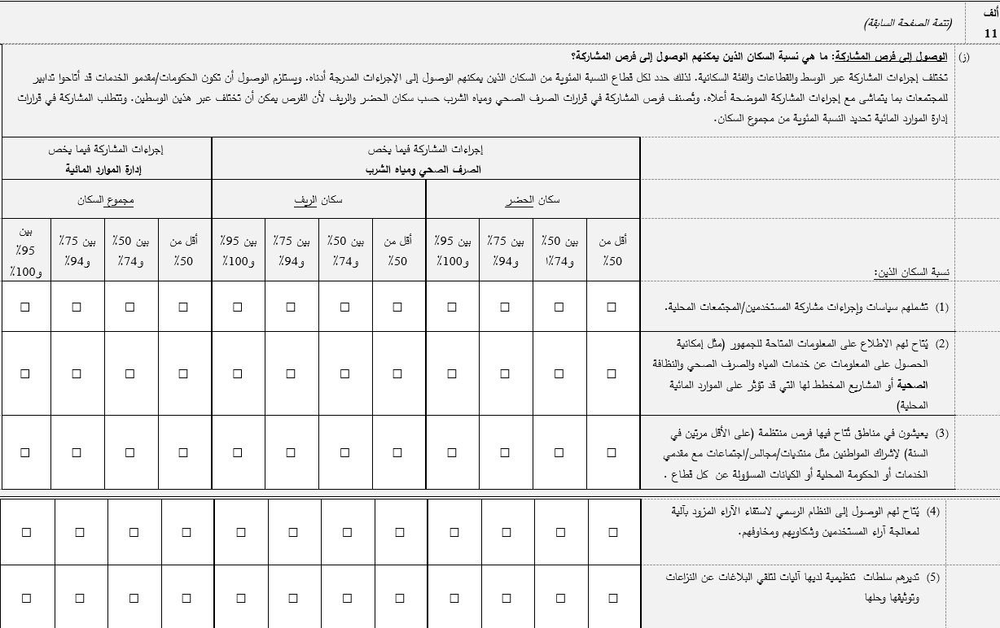 ألف
11
(تتمة الصفحة السابقة)
(ز) الوصول إلى فرص المشاركة: ما هي نسبة السكان الذين يمكنهم الوصول إلى فرص المشاركة؟
تختلف إجراءات المشاركة عبر الوسط والقطاعات والفئة السكانية. لذلك حدد لكل قطاع النسبة المئوية من السكان الذين يمكنهم الوصول إلى الإجراءات المدرجة أدناه. ويستلزم الوصول أن تكون الحكومات/مقدمو الخدمات قد أتاحوا تدابير
للمجتمعات بما يتماشى مع إجراءات المشاركة الموضحة أعلاه. وتُصنف فرص المشاركة في قرارات الصرف الصحي ومياه الشرب حسب سكان الحضر والريف لأن الفرص يمكن أن تختلف عبر هذين الوسطين. وتتطلب المشاركة في قرارات
إدارة الموارد المائية تحديد النسبة المئوية من مجموع السكان.
إجراءات المشاركة فيما يخص
الصرف الصحي ومياه الشرب
إجراءات المشاركة فيما يخص
إدارة الموارد المائية
سكان الحضر
سكان الريف
مجموع السكان
نسبة السكان الذين:
أقل من
50٪
بين 50٪
و74٪ا
بين 75٪
و94٪
بين 95٪
و100٪
أقل من
50٪
بين 50٪
و74٪
بين 75٪
و94٪
بين 95٪
و100٪
أقل من
50٪
بين 50٪
و74٪
بين 75٪
و94٪
بين
95٪
و100٪
(1) تشملهم سياسات وإجراءات مشاركة المستخدمين/المجتمعات المحلية.
☐ ☐ ☐ ☐ ☐ ☐ ☐ ☐ ☐ ☐ ☐ ☐
(2) يُتاح لهم الاطلاع على المعلومات المتاحة للجمهور (مثل إمكانية
الحصول على المعلومات عن خدمات المياه والصرف الصحي والنظافة
الصحية أو المشاريع المخطط لها التي قد تؤثر على الموارد المائية
المحلية)
☐ ☐ ☐ ☐ ☐ ☐ ☐ ☐ ☐ ☐ ☐ ☐
(3) يعيشون في مناطق تُتاح فيها فرص منتظمة (على الأقل مرتين في
السنة) لإشراك المواطنين مثل منتديات/مجالس/اجتماعات مع مقدمي
الخدمات أو الحكومة المحلية أو الكيانات المسؤولة عن كل قطاع .
☐ ☐ ☐ ☐ ☐ ☐ ☐ ☐ ☐ ☐ ☐ ☐
(4) يُتاح لهم الوصول إلى النظام الرسمي لاستقاء الآراء المزود بآلية
لمعالجة آراء المستخدمين وشكاويهم ومخاوفهم.
☐ ☐ ☐ ☐ ☐ ☐ ☐ ☐ ☐ ☐ ☐ ☐
(5) تديرهم سلطات تنظيمية لديها آليات لتلقي البلاغات عن النزاعات
وتوثيقها وحلها
☐ ☐ ☐ ☐ ☐ ☐ ☐ ☐ ☐ ☐ ☐ ☐